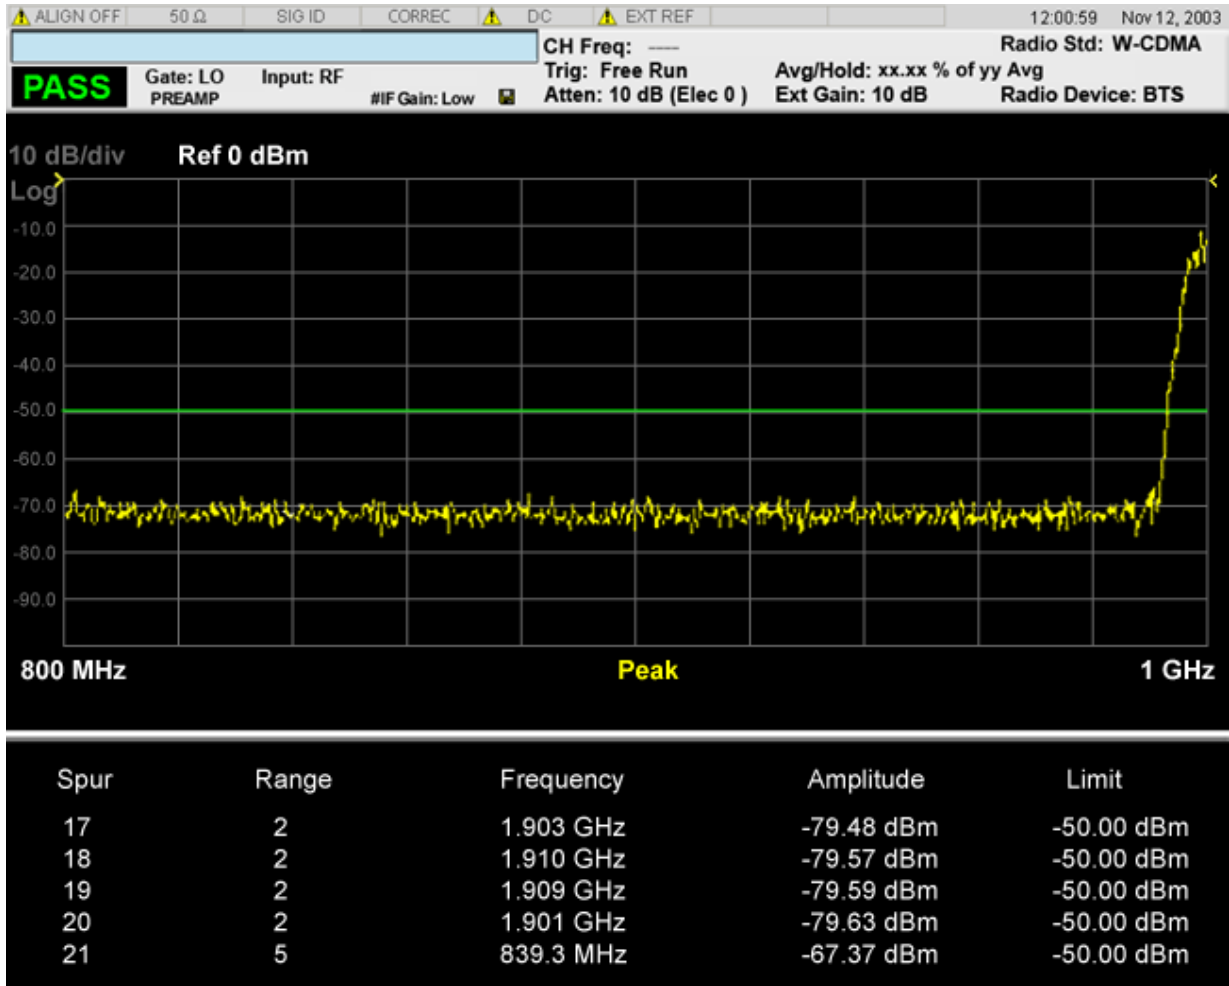 ALIGN OFF 50 Ω SIG ID CORREC DC EXT REF 12:00:59 Nov 12, 2003
CH Freq: ---- Radio Std: W-CDMA
PASS Gate: LO Input: RF Trig: Free Run Avg/Hold: xx.xx % of yy Avg
PREAMP #IF Gain: Low Atten: 10 dB (Elec 0 ) Ext Gain: 10 dB Radio Device: BTS
10 dB/div Ref 0 dBm
Log
-10.0
-20.0
-30.0
-40.0
-50.0
-60.0
-70.0
-80.0
-90.0
800 MHz Peak 1 GHz
Spur Range Frequency Amplitude Limit
17 2 1.903 GHz -79.48 dBm -50.00 dBm
18 2 1.910 GHz -79.57 dBm -50.00 dBm
19 2 1.909 GHz -79.59 dBm -50.00 dBm
20 2 1.901 GHz -79.63 dBm -50.00 dBm
21 5 839.3 MHz -67.37 dBm -50.00 dBm